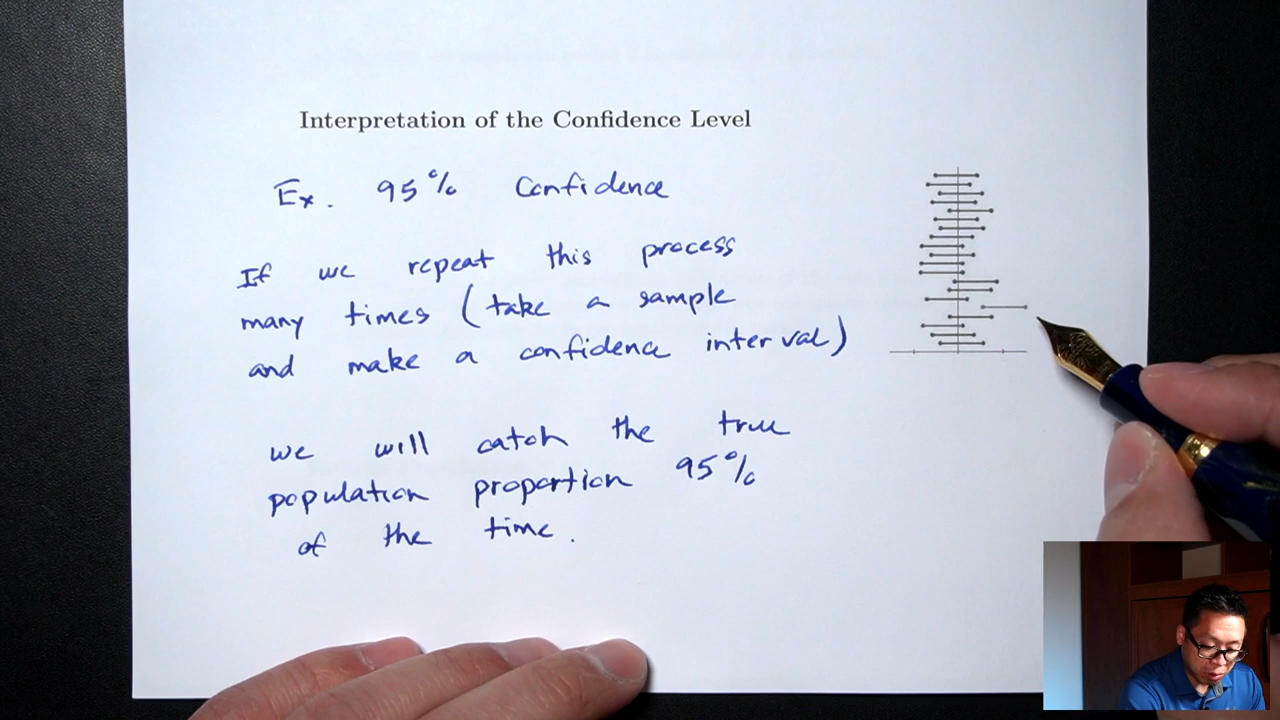 Interpretation of the Confidence Level
Ex. 95% Confidence
If we repeat this process
many times (take a sample
and make a confidence interval)
we will catch the true
population proportion 95%
of the time.